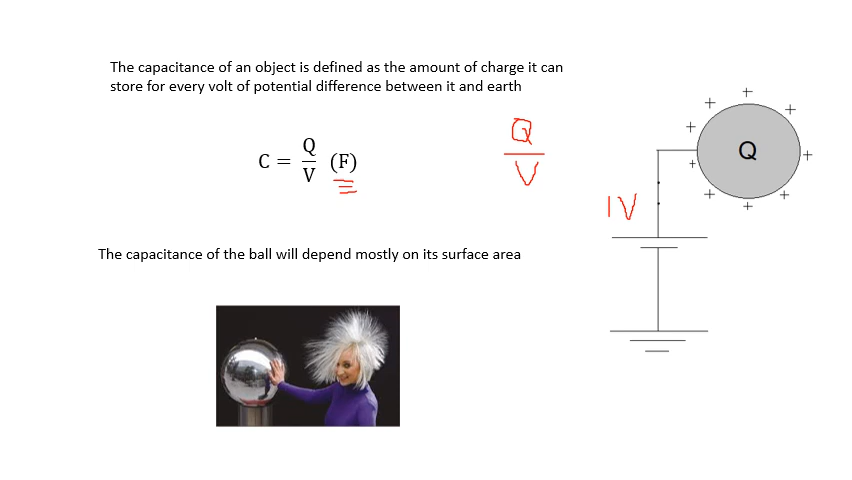 The capacitance of an object is defined as the amount of charge it can
store for every volt of potential difference between it and earth
C = Q/V (F)
Q/V
Q
1V
The capacitance of the ball will depend mostly on its surface area